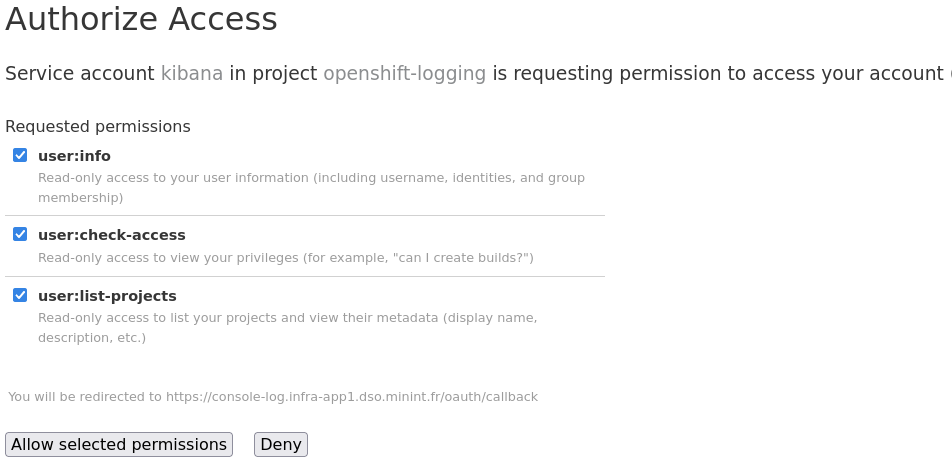 Authorize Access
Service account kibana in project openshift-logging is requesting permission to access your account
Requested permissions
user:info
Read-only access to your user information (including username, identities, and group
membership)
user:check-access
Read-only access to view your privileges (for example, "can I create builds?")
user:list-projects
Read-only access to list your projects and view their metadata (display name,
description, etc.)
You will be redirected to https://console-log.infra-app1.dso.minint.fr/oauth/callback
Allow selected permissions
Deny